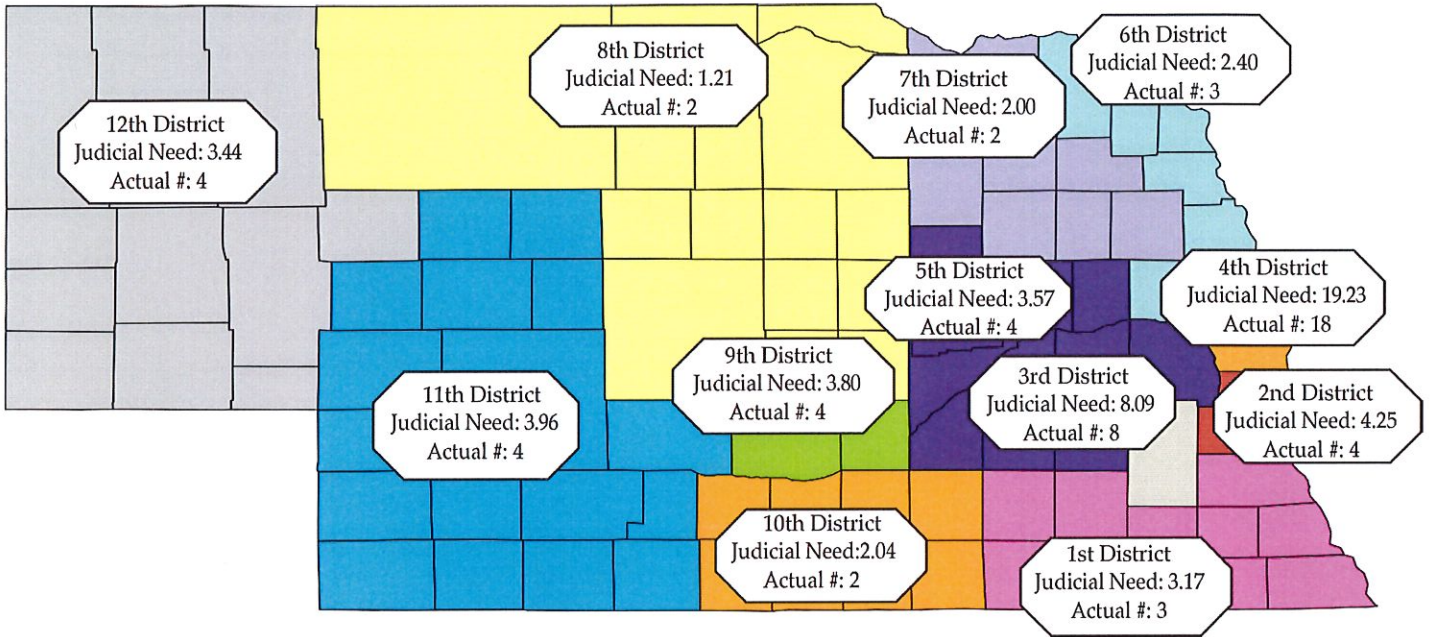 8th District
Judicial Need: 1.21
Actual #: 2
6th District
Judicial Need: 2.40
Actual #: 3
7th District
Judicial Need: 2.00
Actual #: 2
12th District
Judicial Need: 3.44
Actual #: 4
5th District
Judicial Need: 3.57
Actual #: 4
4th District
Judicial Need: 19.23
Actual #: 18
9th District
Judicial Need: 3.80
Actual #: 4
3rd District
Judicial Need: 8.09
Actual #: 8
11th District
Judicial Need: 3.96
Actual #: 4
2nd District
Judicial Need: 4.25
Actual #: 4
10th District
Judicial Need:2.04
Actual #: 2
1st District
Judicial Need: 3.17
Actual #: 3